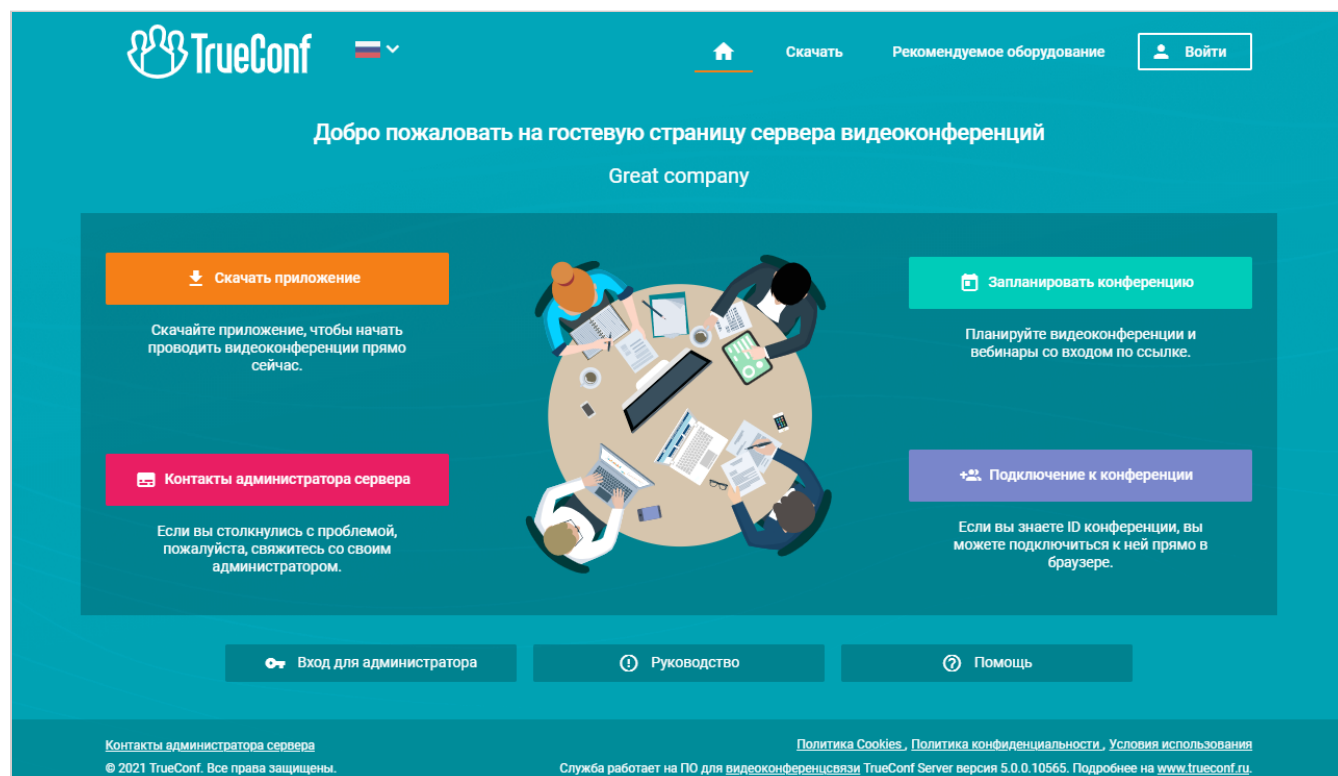 TrueConf
Скачать
Рекомендуемое оборудование
Войти
Добро пожаловать на гостевую страницу сервера видеоконференций
Great company
Скачать приложение
Скачайте приложение, чтобы начать
проводить видеоконференции прямо
сейчас.
Запланировать конференцию
Планируйте видеоконференции и
вебинары со входом по ссылке.
Контакты администратора сервера
Если вы столкнулись с проблемой,
пожалуйста, свяжитесь со своим
администратором.
Подключение к конференции
Если вы знаете ID конференции, вы
можете подключиться к ней прямо в
браузере.
Вход для администратора
Руководство
Помощь
Контакты администратора сервера
Политика Cookies , Политика конфиденциальности , Условия использования
© 2021 TrueConf. Все права защищены.
Служба работает на ПО для видеоконференцсвязи TrueConf Server версия 5.0.0.10565. Подробнее на www.trueconf.ru.